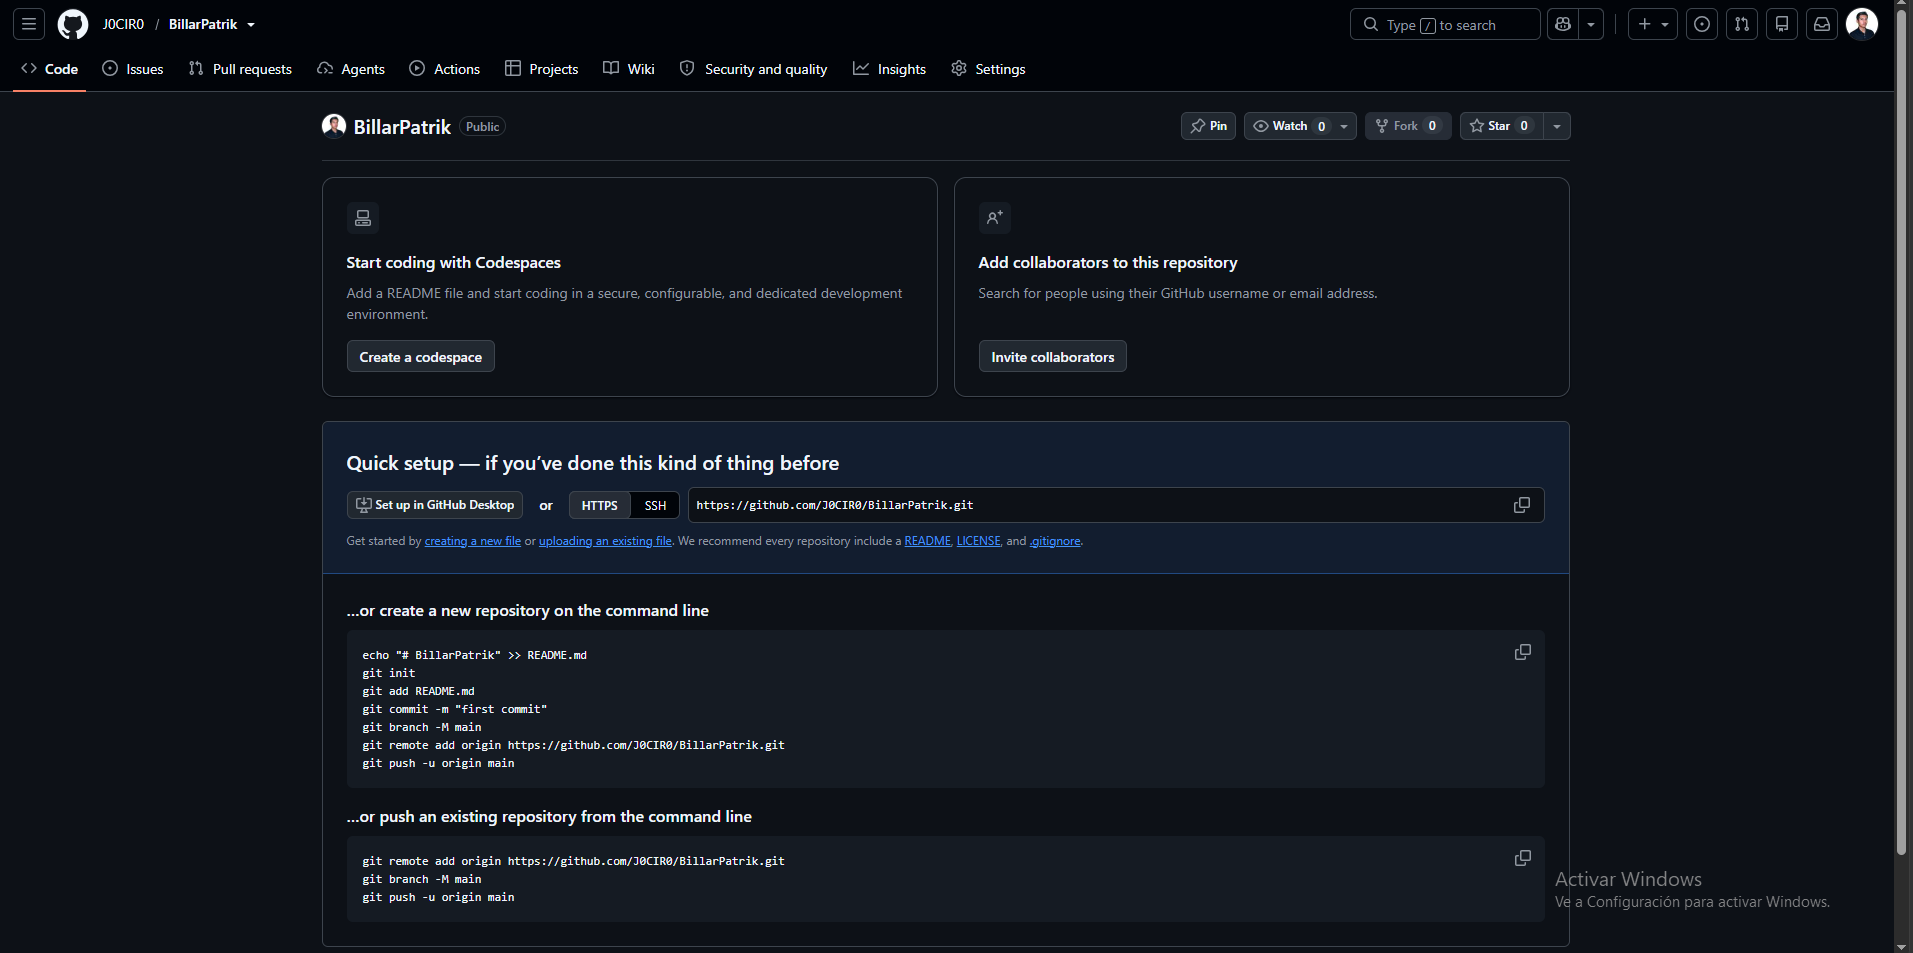 J0CIR0 / BillarPatrik
Type / to search
Code Issues Pull requests Agents Actions Projects Wiki Security and quality Insights Settings
BillarPatrik Public
Pin Watch 0 Fork 0 Star 0
Start coding with Codespaces
Add a README file and start coding in a secure, configurable, and dedicated development
environment.
Create a codespace
Add collaborators to this repository
Search for people using their GitHub username or email address.
Invite collaborators
Quick setup — if you’ve done this kind of thing before
Set up in GitHub Desktop or HTTPS SSH https://github.com/J0CIR0/BillarPatrik.git
Get started by creating a new file or uploading an existing file. We recommend every repository include a README, LICENSE, and .gitignore.
…or create a new repository on the command line
echo "# BillarPatrik" >> README.md
git init
git add README.md
git commit -m "first commit"
git branch -M main
git remote add origin https://github.com/J0CIR0/BillarPatrik.git
git push -u origin main
…or push an existing repository from the command line
git remote add origin https://github.com/J0CIR0/BillarPatrik.git
git branch -M main
git push -u origin main
Activar Windows
Ve a Configuración para activar Windows.